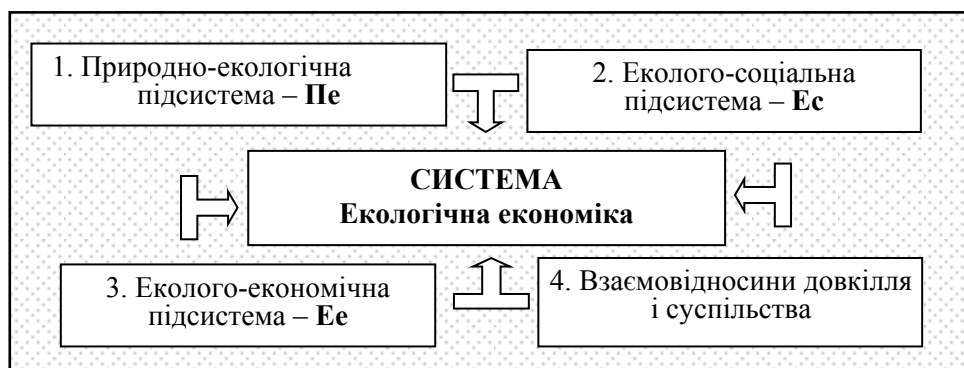 1. Природно-екологічна
підсистема – Пе
2. Еколого-соціальна
підсистема – Ес
СИСТЕМА
Екологічна економіка
3. Еколого-економічна
підсистема – Ее
4. Взаємовідносини довкілля
і суспільства